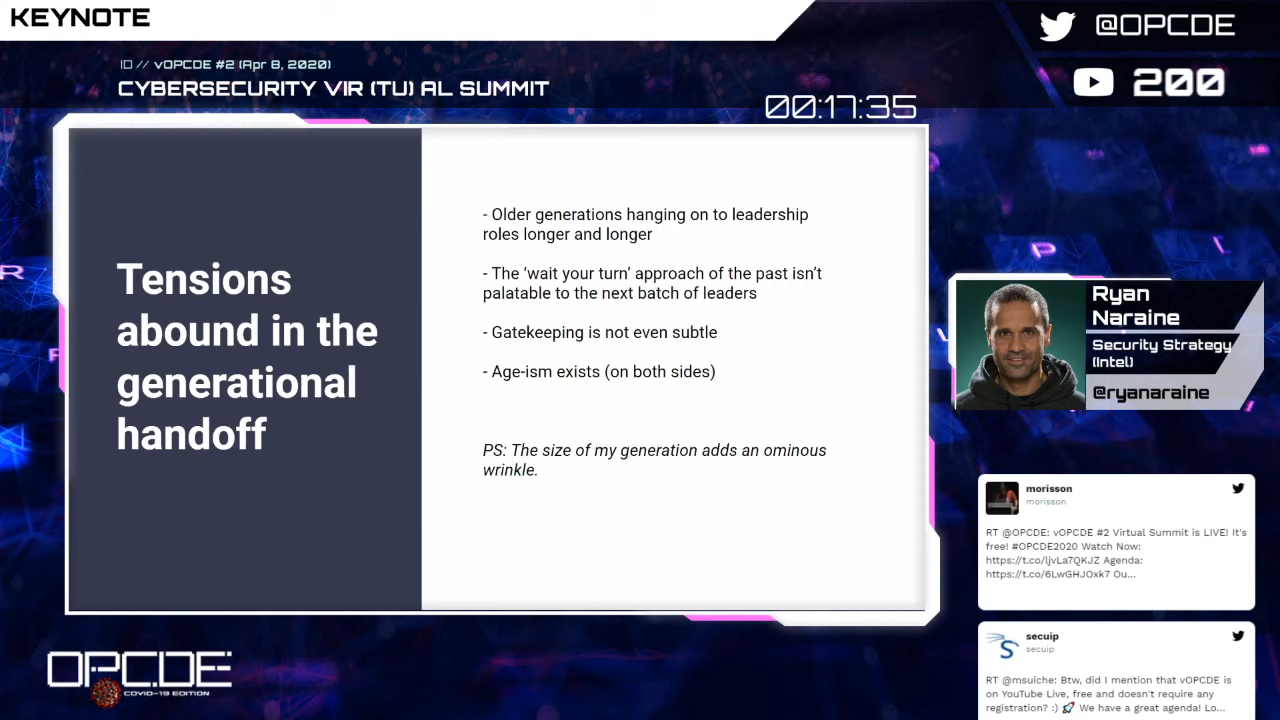 KEYNOTE
@OPCDE
ID // vOPCDE #2 (Apr 8, 2020)
CYBERSECURITY VIR (TU) AL SUMMIT
200
00:17:35
Tensions
abound in the
generational
handoff
- Older generations hanging on to leadership
roles longer and longer
- The ‘wait your turn’ approach of the past isn’t
palatable to the next batch of leaders
- Gatekeeping is not even subtle
- Age-ism exists (on both sides)
PS: The size of my generation adds an ominous
wrinkle.
Ryan
Naraine
Security Strategy
(Intel)
@ryanaraine
morisson
morisson
RT @OPCDE: vOPCDE #2 Virtual Summit is LIVE! It's
free! #OPCDE2020 Watch Now:
https://t.co/ljvLa7QKJZ Agenda:
https://t.co/6LwGHJOxk7 Ou...
secuip
secuip
RT @msuiche: Btw, did I mention that vOPCDE is
on YouTube Live, free and doesn't require any
registration? :) 🚀 We have a great agenda! Lo...
OPCDE
COVID-19 EDITION